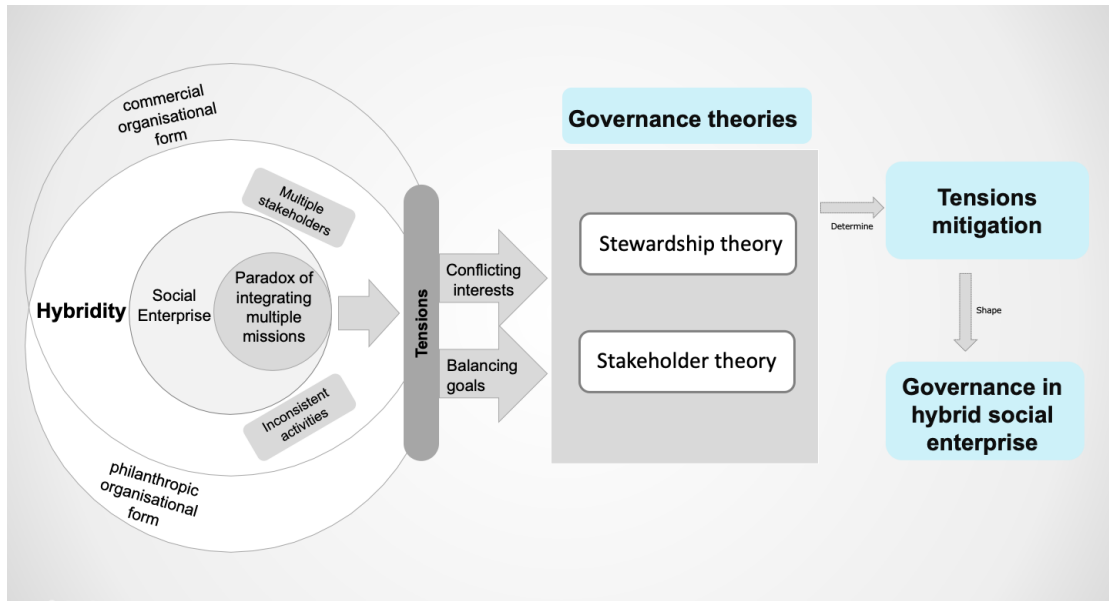 commercial
organisational
form
Multiple
stakeholders
Hybridity
Social
Enterprise
Paradox of
integrating
multiple
missions
Inconsistent
activities
philanthropic
organisational
form
Tensions
Conflicting
interests
Balancing
goals
Governance theories
Stewardship theory
Stakeholder theory
Determine
Tensions
mitigation
Shape
Governance in
hybrid social
enterprise